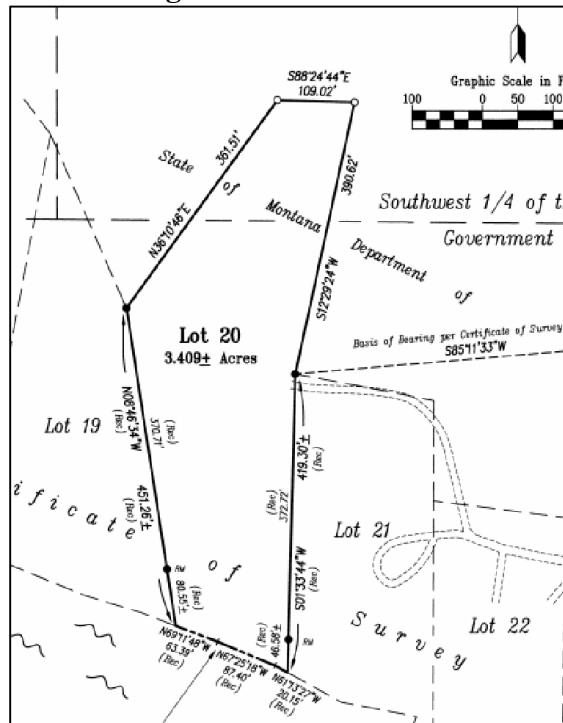 S88°24'44"E
109.02'
Graphic Scale in F
100 0 50 100
State
of
Montana
Department
of
361.51'
N36°10'46"E
390.62'
S12°29'24"W
Southwest 1/4 of t
Government
Basis of Bearing per Certificate of Survey
S85°11'33"W
Lot 20
3.409± Acres
Lot 19
N08°46'34"W
(Rec)
370.71'
(Rec)
451.26'±
(Rec)
419.30'±
(Rec)
372.72'
(Rec)
S01°33'44"W
(Rec)
Lot 21
ificate
of
Survey
Lot 22
RM
80.55'±
(Rec)
46.58'±
(Rec)
RM
N69°11'48"W
63.39'
(Rec)
N67°25'18"W
87.40'
(Rec)
N61°13'27"W
20.15'
(Rec)